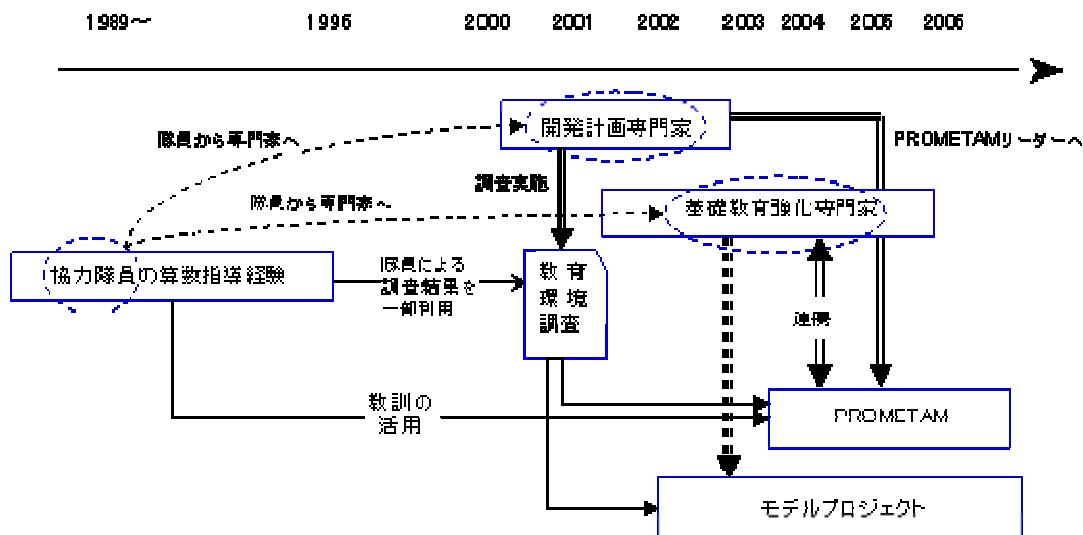 1989～ 1996 2000 2001 2002 2003 2004 2005 2006
開発計画専門家
隊員から専門家へ
PROMETAMリーダーへ
調査実施
隊員から専門家へ
基礎教育強化専門家
協力隊員の算数指導経験
隊員による
調査結果を
一部利用
教育
環境
調査
連携
教訓の
活用
PROMETAM
モデルプロジェクト